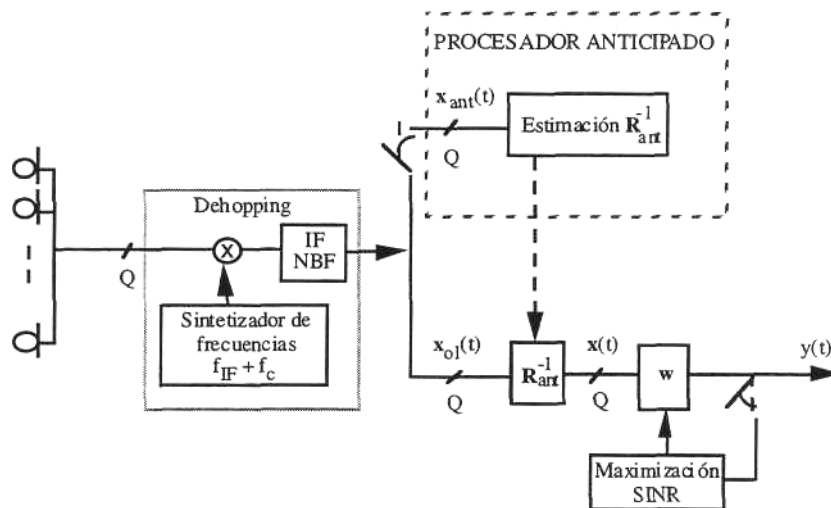 PROCESADOR ANTICIPADO
x_ant(t)
Q
Estimación R_ant^-1
Dehopping
Q
X
IF
NBF
Sintetizador de
frecuencias
f_IF + f_c
x_ol(t)
Q
R_ant^-1
x(t)
Q
w
y(t)
Maximización
SINR